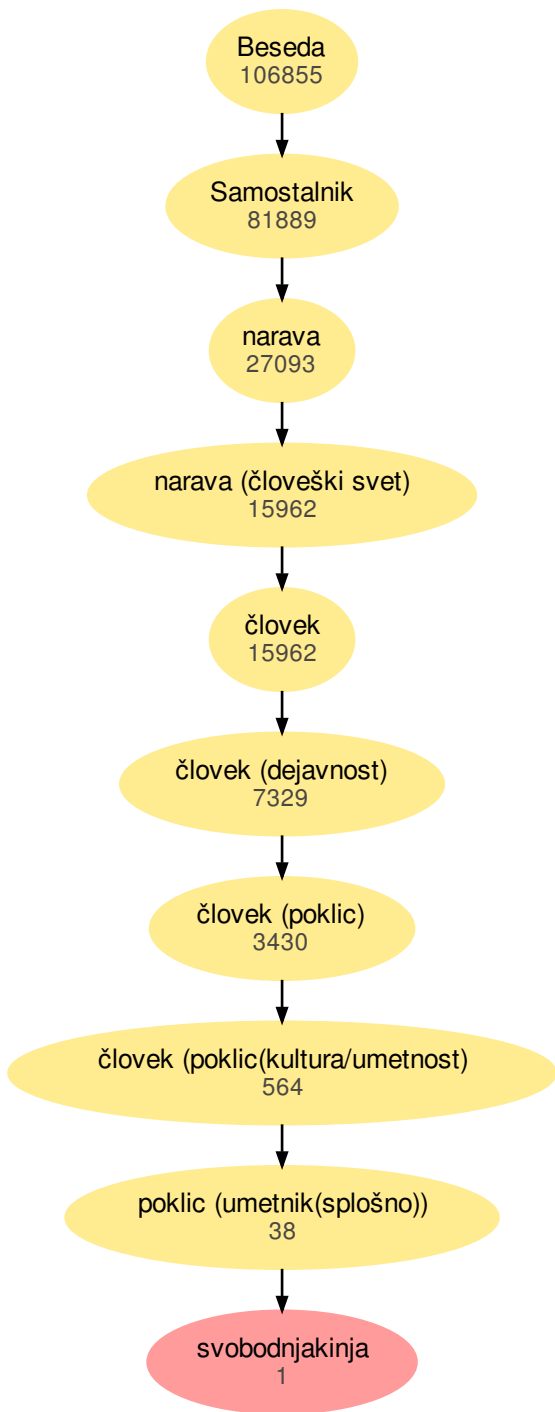 Beseda
106855
Samostalnik
81889
narava
27093
narava (človeški svet)
15962
človek
15962
človek (dejavnost)
7329
človek (poklic)
3430
človek (poklic(kultura/umetnost)
564
poklic (umetnik(splošno))
38
svobodnjakinja
1